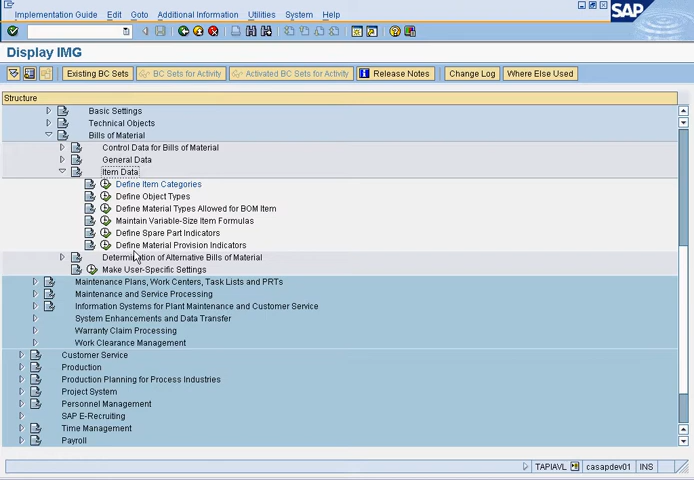 Implementation Guide Edit Goto Additional Information Utilities System Help
SAP
Display IMG
Existing BC Sets BC Sets for Activity Activated BC Sets for Activity Release Notes Change Log Where Else Used
Structure
Basic Settings
Technical Objects
Bills of Material
Control Data for Bills of Material
General Data
Item Data
Define Item Categories
Define Object Types
Define Material Types Allowed for BOM Item
Maintain Variable-Size Item Formulas
Define Spare Part Indicators
Define Material Provision Indicators
Determination of Alternative Bills of Material
Make User-Specific Settings
Maintenance Plans, Work Centers, Task Lists and PRTs
Maintenance and Service Processing
Information Systems for Plant Maintenance and Customer Service
System Enhancements and Data Transfer
Warranty Claim Processing
Work Clearance Management
Customer Service
Production
Production Planning for Process Industries
Project System
Personnel Management
SAP E-Recruiting
Time Management
Payroll
TAPIAVL casapdev01 INS